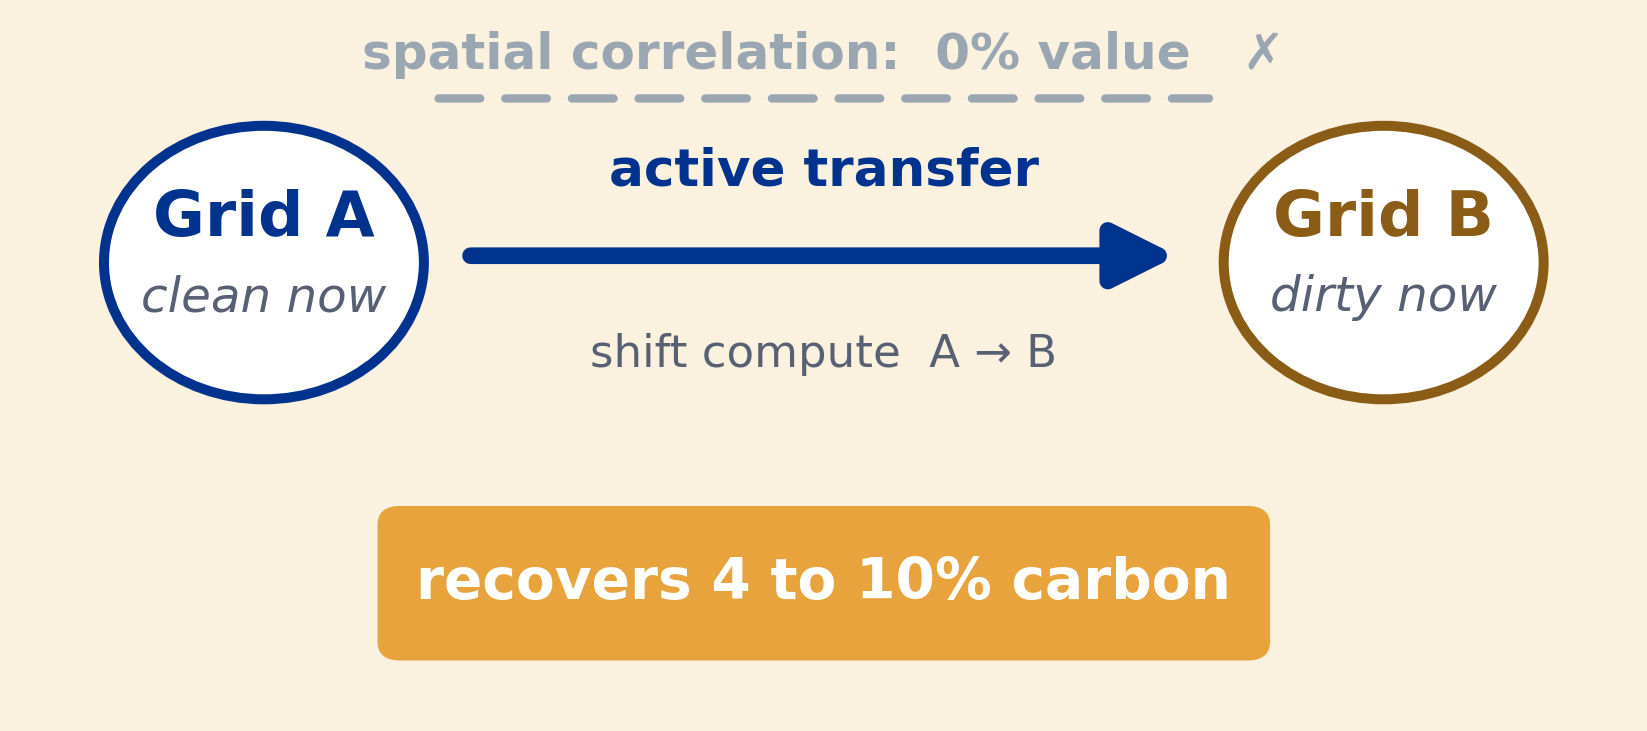 spatial correlation: 0% value ✗
active transfer
Grid A
clean now
shift compute A → B
Grid B
dirty now
recovers 4 to 10% carbon